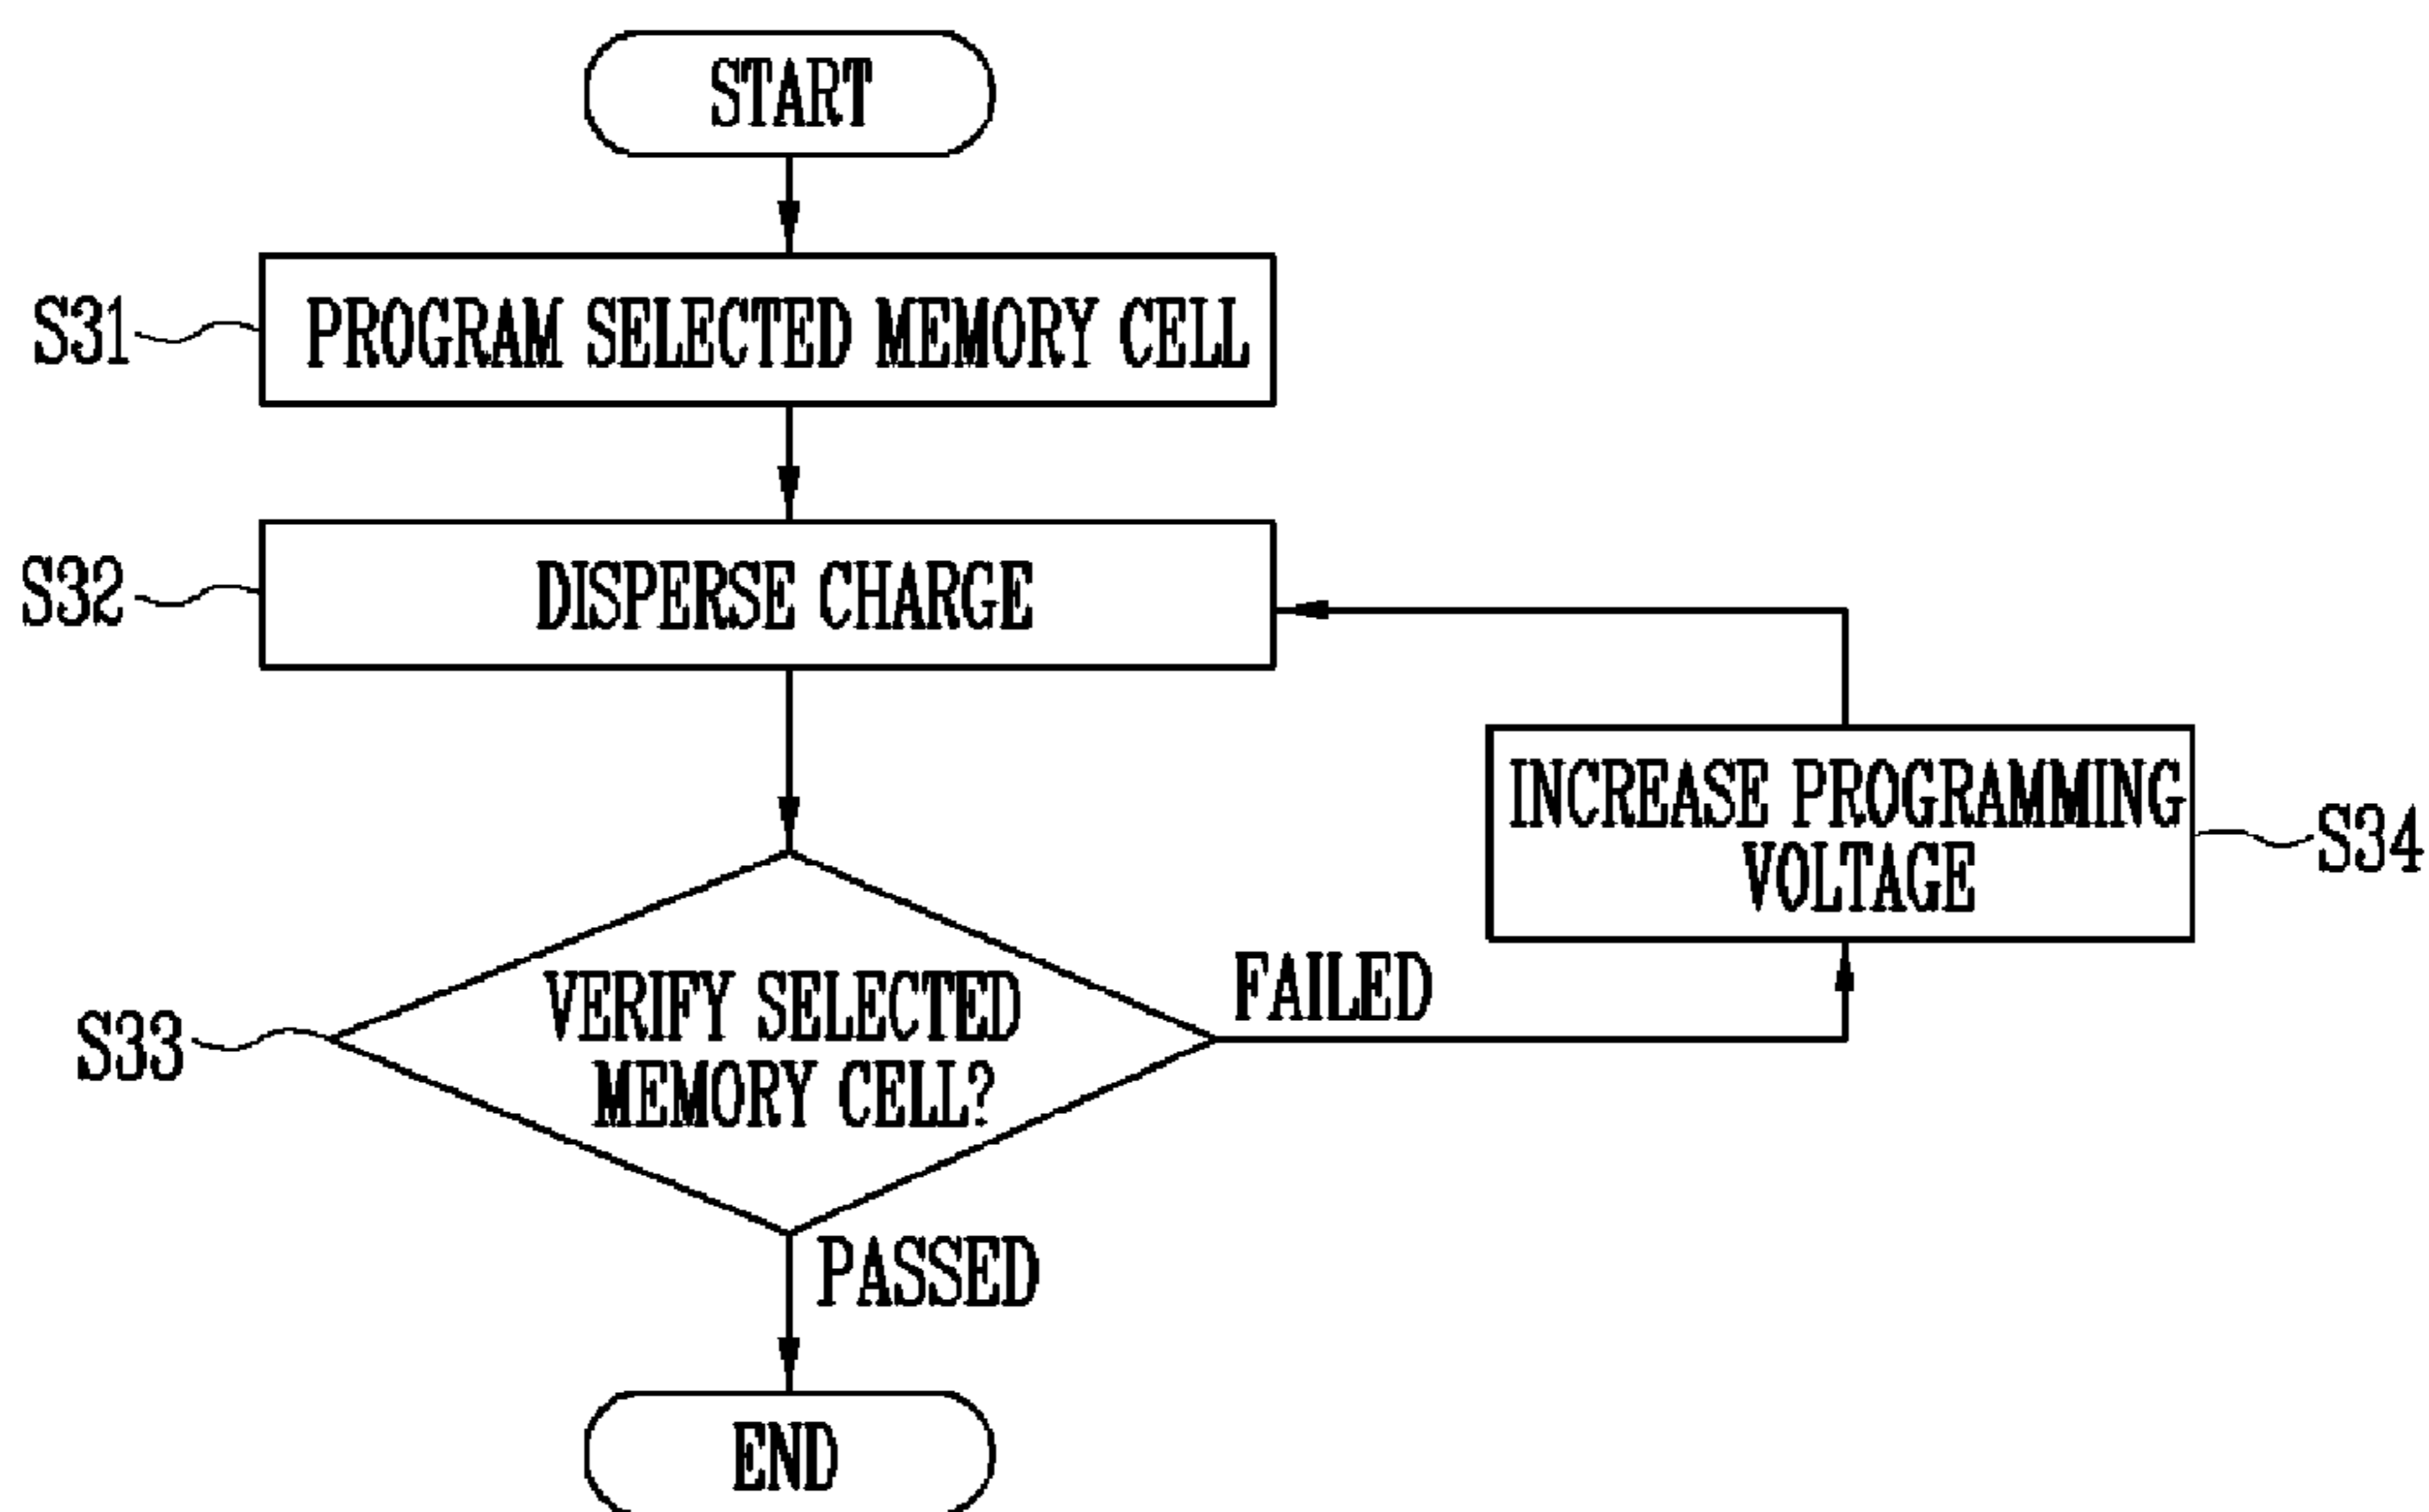 START
S31
PROGRAM SELECTED MEMORY CELL
S32
DISPERSE CHARGE
INCREASE PROGRAMMING
VOLTAGE
S34
VERIFY SELECTED
MEMORY CELL?
S33
FAILED
PASSED
END